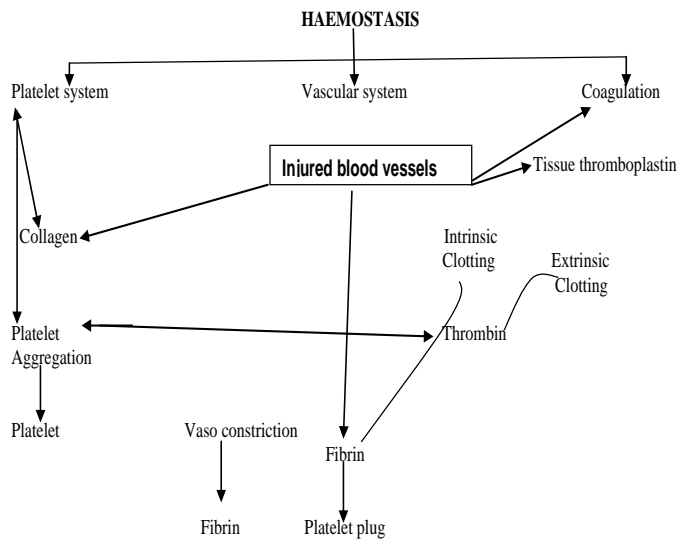 HAEMOSTASIS
Platelet system
Vascular system
Coagulation
Injured blood vessels
Tissue thromboplastin
Collagen
Intrinsic
Clotting
Extrinsic
Clotting
Platelet
Aggregation
Thrombin
Platelet
Vaso constriction
Fibrin
Fibrin
Platelet plug